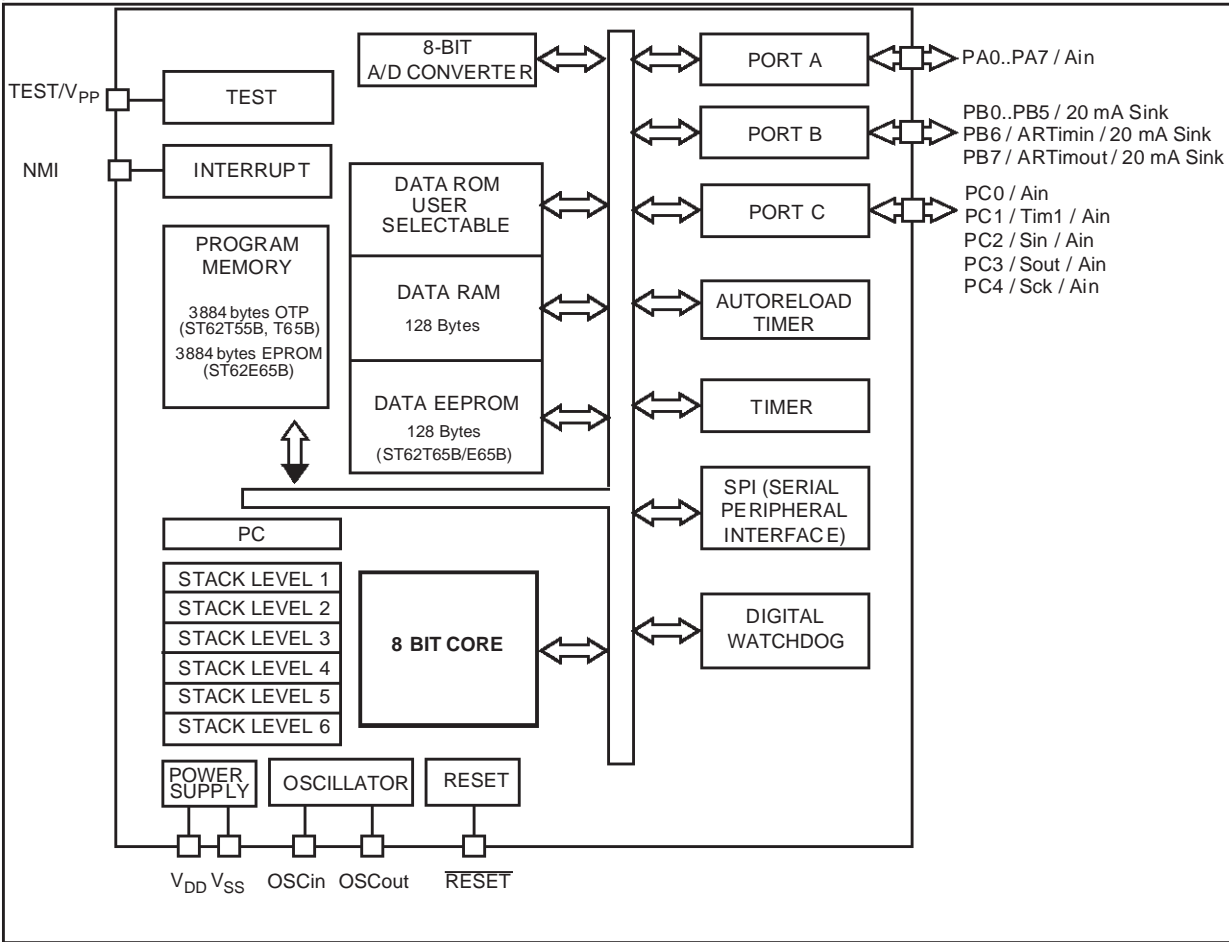 8-BIT
A/D CONVERTER
PORT A
PA0..PA7 / Ain
TEST/VPP
TEST
PORT B
PB0..PB5 / 20 mA Sink
PB6 / ARTimin / 20 mA Sink
PB7 / ARTimout / 20 mA Sink
NMI
INTERRUPT
DATA ROM
USER
SELECTABLE
PORT C
PC0 / Ain
PC1 / Tim1 / Ain
PC2 / Sin / Ain
PC3 / Sout / Ain
PC4 / Sck / Ain
PROGRAM
MEMORY
3884 bytes OTP
(ST62T55B, T65B)
3884 bytes EPROM
(ST62E65B)
DATA RAM
128 Bytes
AUTORELOAD
TIMER
DATA EEPROM
128 Bytes
(ST62T65B/E65B)
TIMER
SPI (SERIAL
PERIPHERAL
INTERFACE)
PC
STACK LEVEL 1
STACK LEVEL 2
STACK LEVEL 3
STACK LEVEL 4
STACK LEVEL 5
STACK LEVEL 6
8 BIT CORE
DIGITAL
WATCHDOG
POWER
SUPPLY
OSCILLATOR
RESET
VDD VSS OSCin OSCout RESET